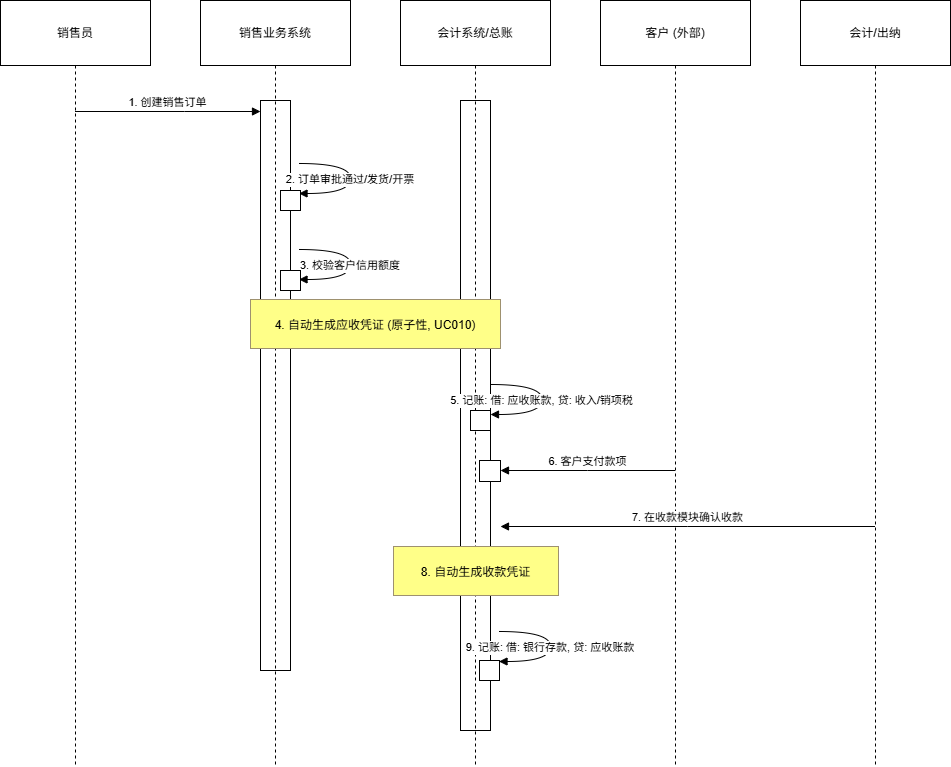 销售员
销售业务系统
会计系统/总账
客户 (外部)
会计/出纳
1. 创建销售订单
2. 订单审批通过/发货/开票
3. 校验客户信用额度
4. 自动生成应收凭证 (原子性, UC010)
5. 记账: 借: 应收账款, 贷: 收入/销项税
6. 客户支付款项
7. 在收款模块确认收款
8. 自动生成收款凭证
9. 记账: 借: 银行存款, 贷: 应收账款